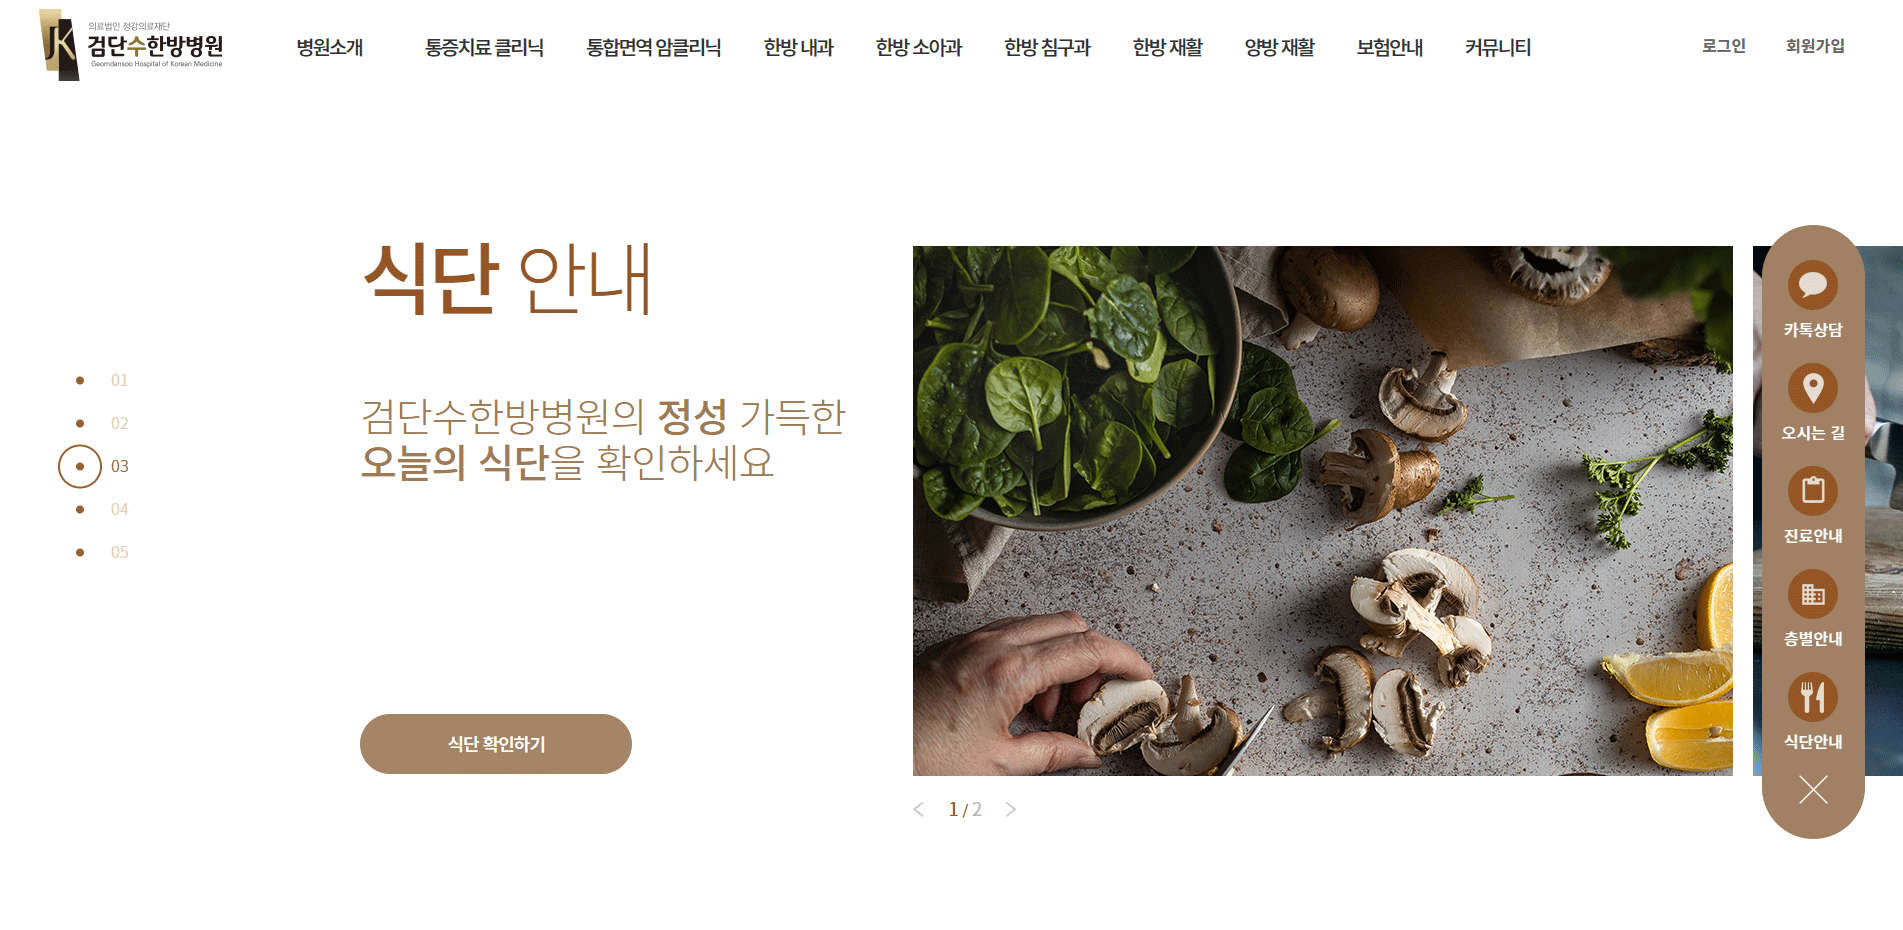 의료법인 정강의료재단
검단수한방병원
Geomdansoo Hospital of Korean Medicine
병원소개 통증치료 클리닉 통합면역 암클리닉 한방 내과 한방 소아과 한방 침구과 한방 재활 양방 재활 보험안내 커뮤니티
로그인 회원가입
01
02
03
04
05
식단 안내
검단수한방병원의 정성 가득한
오늘의 식단을 확인하세요
식단 확인하기
1 / 2
카톡상담
오시는 길
진료안내
층별안내
식단안내